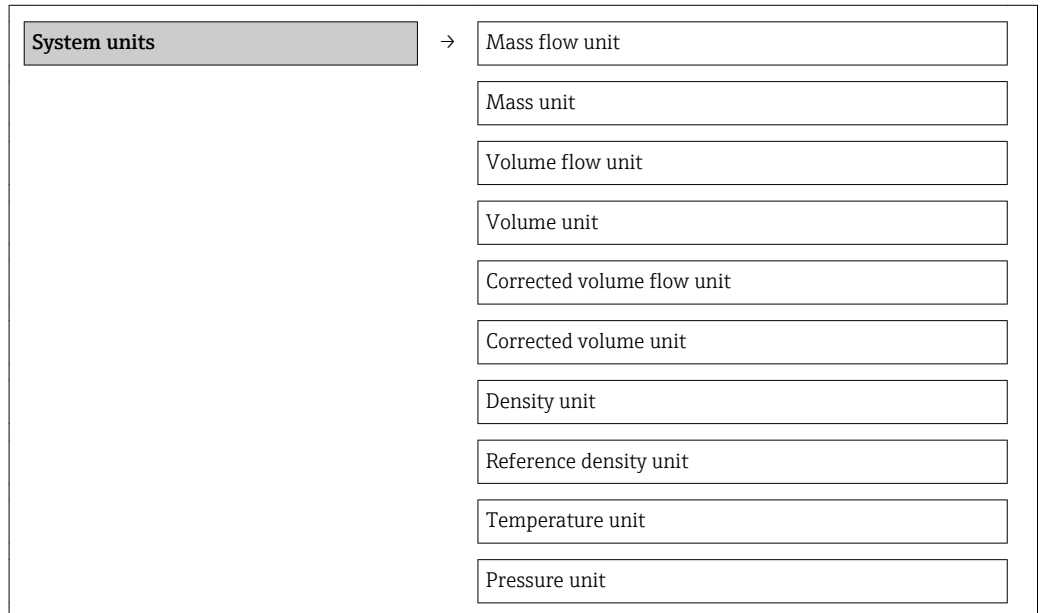 System units → Mass flow unit
Mass unit
Volume flow unit
Volume unit
Corrected volume flow unit
Corrected volume unit
Density unit
Reference density unit
Temperature unit
Pressure unit